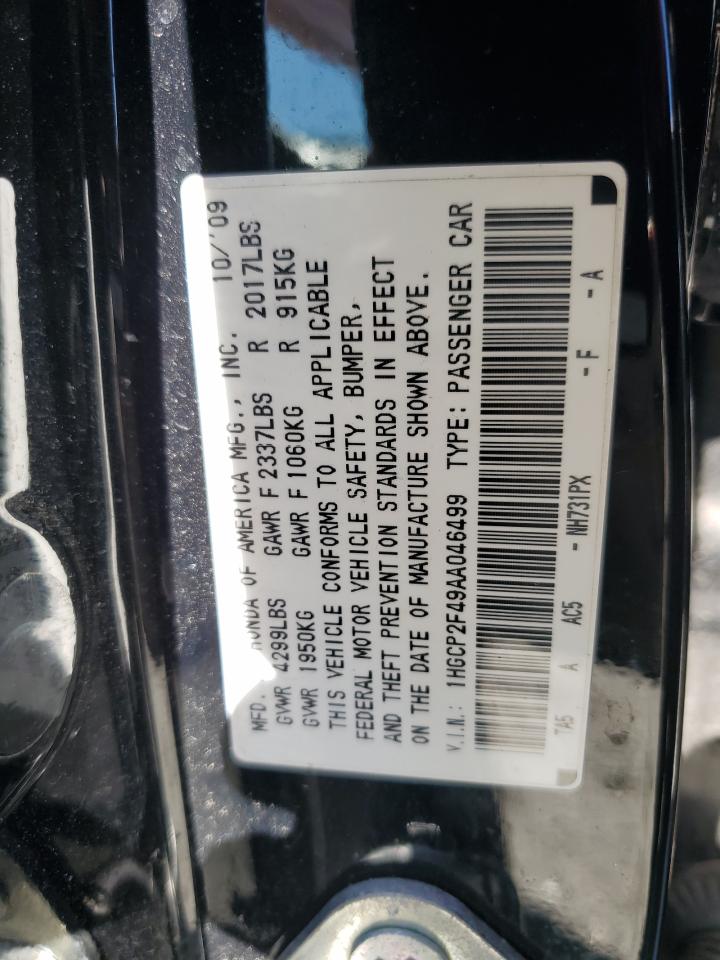 MFD. HONDA OF AMERICA MFG., INC. 10/'09
GVWR 4299LBS GAWR F 2337LBS R 2017LBS
GVWR 1950KG GAWR F 1060KG R 915KG
THIS VEHICLE CONFORMS TO ALL APPLICABLE
FEDERAL MOTOR VEHICLE SAFETY, BUMPER,
AND THEFT PREVENTION STANDARDS IN EFFECT
ON THE DATE OF MANUFACTURE SHOWN ABOVE.
V.I.N.: 1HGCP2F49AA046499 TYPE: PASSENGER CAR
TA5 A AC5 - NH731PX - F - A